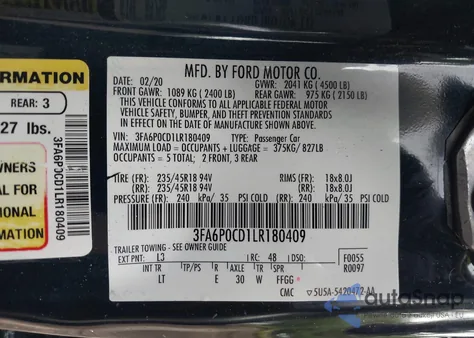 ORMATION
REAR: 3
27 lbs.
OWNERS
IAL
ONAL
MATION
3FA6P0CD1LR180409
MFD. BY FORD MOTOR CO.
02/20
GVWR: 2041 KG ( 4500 LB)
FRONT GAWR: 1089 KG ( 2400 LB)
REAR GAWR: 975 KG ( 2150 LB)
THIS VEHICLE CONFORMS TO ALL APPLICABLE FEDERAL MOTOR
VEHICLE SAFETY, BUMPER, AND THEFT PREVENTION
STANDARDS IN EFFECT ON THE DATE OF MANUFACTURE SHOWN
ABOVE.
VIN: 3FA6P0CD1LR180409 TYPE: Passenger Car
MAXIMUM LOAD = OCCUPANTS + LUGGAGE = 375KG/ 827LB
OCCUPANTS = 5 TOTAL: 2 FRONT, 3 REAR
TIRE (FR): 235/45R18 94V RIMS (FR): 18x8.0J
(RR): 235/45R18 94V (RR): 18x8.0J
PRESSURE (FR): 240 kPa/ 35 PSI COLD (RR): 240 kPa/ 35 PSI COLD
3FA6P0CD1LR180409
TRAILER TOWING- SEE OWNER GUIDE
EXT PNT: L3 RC: 48 DSO: F0055
R0097
INT TR TP/PS R AXLE TR SPR
LT E 30 W FFGG
CMC 5U5A-5420472-AA
autoSnap